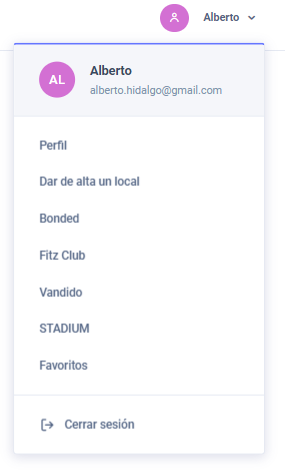 Alberto
AL
Alberto
alberto.hidalgo@gmail.com
Perfil
Dar de alta un local
Bonded
Fitz Club
Vandido
STADIUM
Favoritos
Cerrar sesión